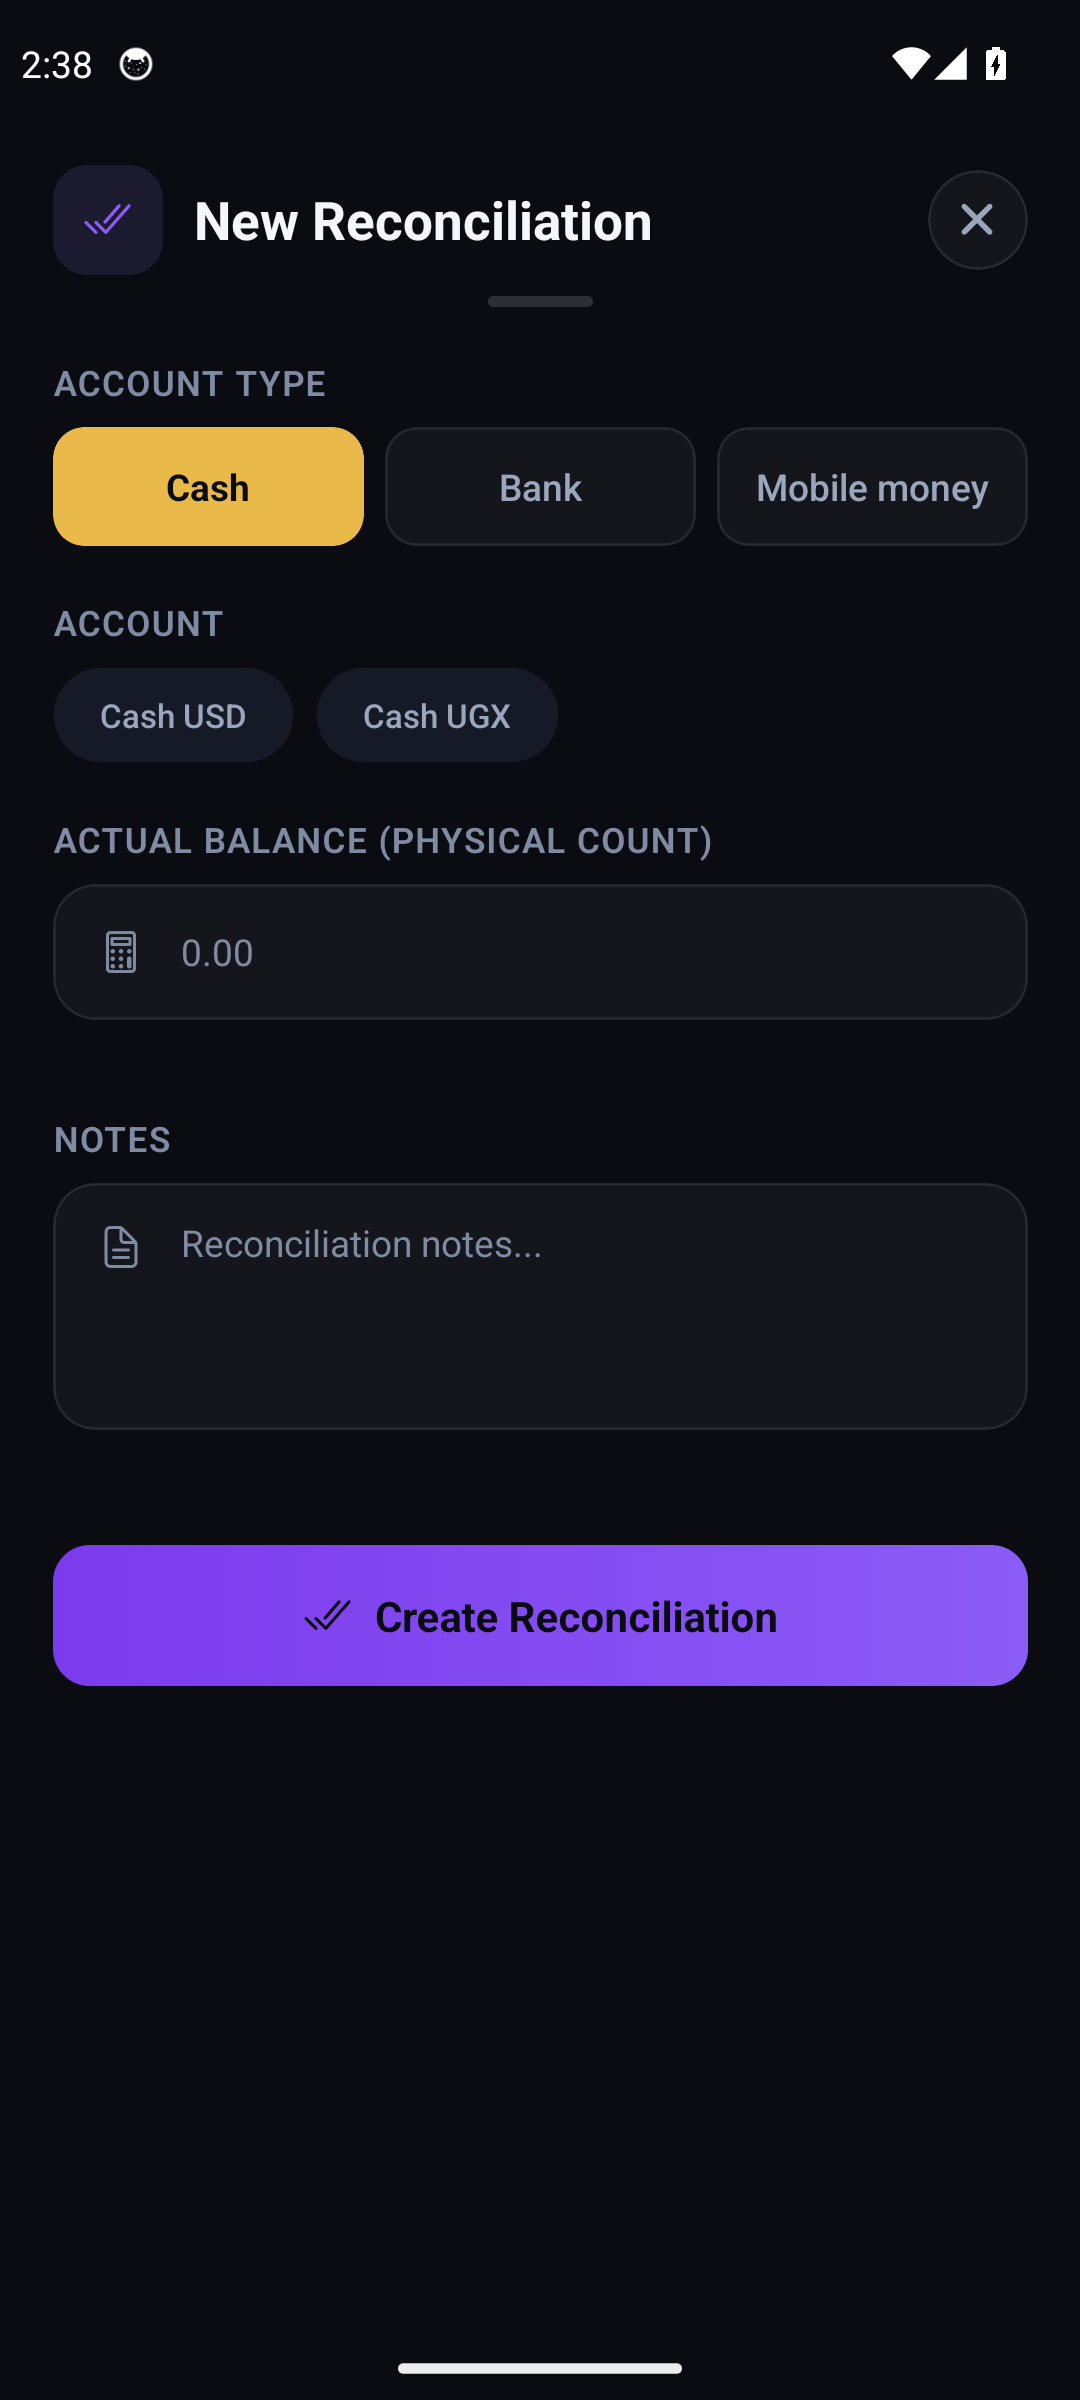 2:38
New Reconciliation
ACCOUNT TYPE
Cash
Bank
Mobile money
ACCOUNT
Cash USD
Cash UGX
ACTUAL BALANCE (PHYSICAL COUNT)
0.00
NOTES
Reconciliation notes...
Create Reconciliation